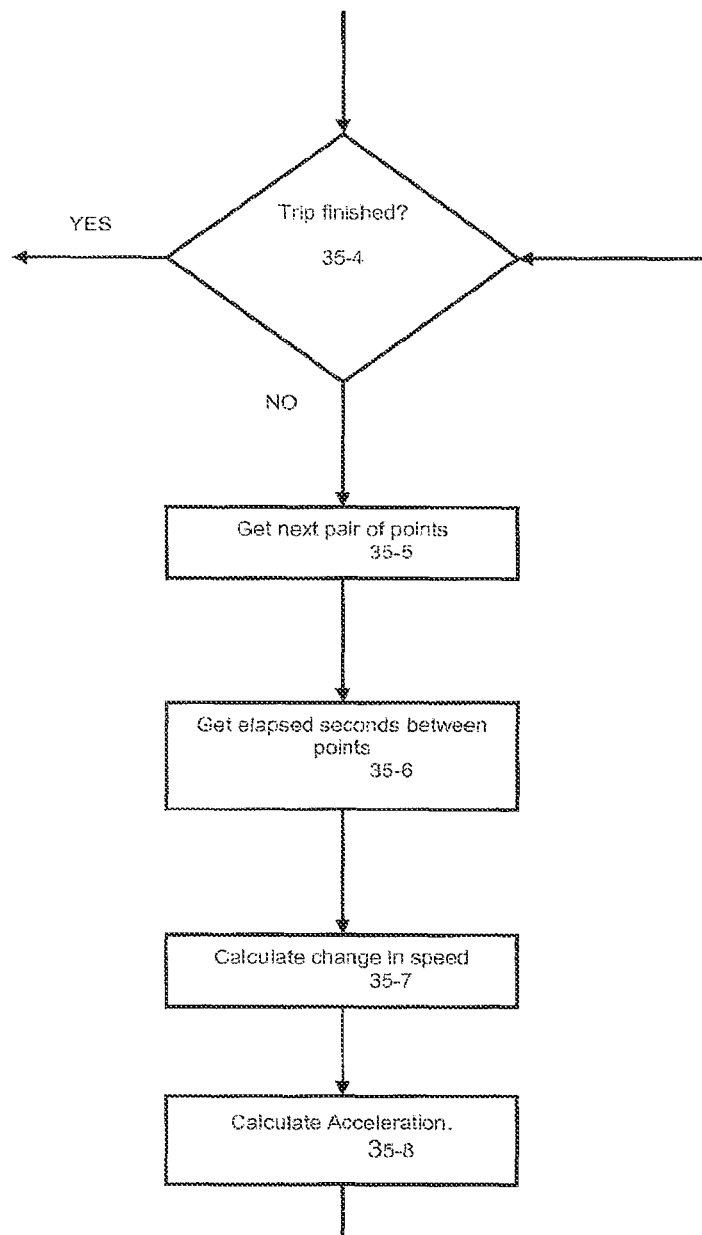 Trip finished?
YES
35-4
NO
Get next pair of points
35-5
Get elapsed seconds between
points
35-6
Calculate change in speed
35-7
Calculate Acceleration.
35-8